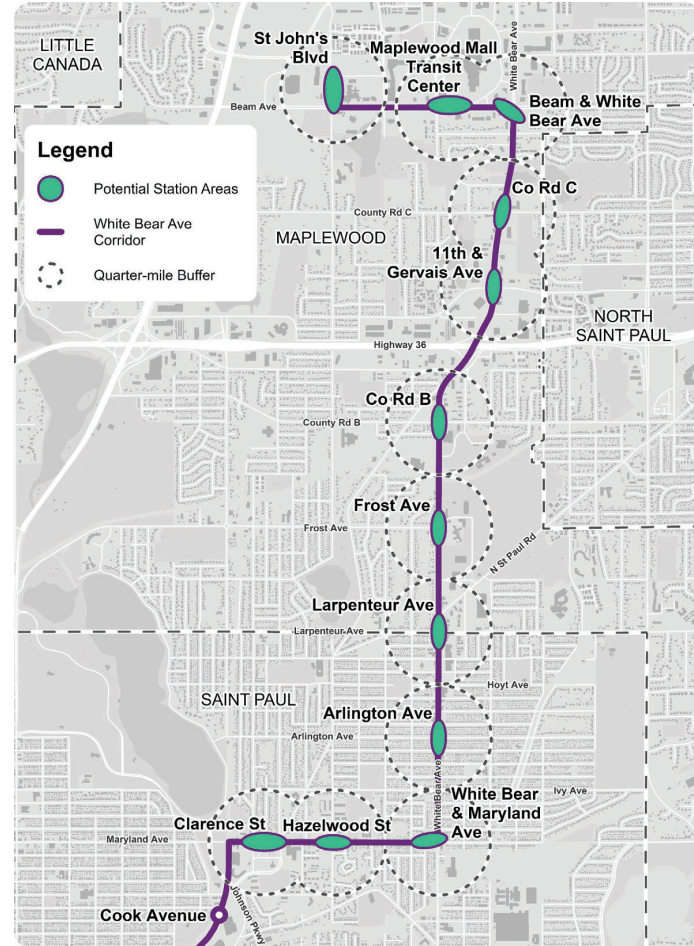 LITTLE
CANADA
St John's
Blvd
Maplewood Mall
Transit
Center
White Bear Ave
Beam Ave
Beam & White
Bear Ave
Legend
Potential Station Areas
White Bear Ave
Corridor
Quarter-mile Buffer
Co Rd C
County Rd C
MAPLEWOOD
11th &
Gervais Ave
NORTH
SAINT PAUL
Highway 36
Co Rd B
County Rd B
Frost Ave
Frost Ave
N St Paul Rd
Larpenteur Ave
Larpenteur Ave
Hoyt Ave
SAINT PAUL
Arlington Ave
Arlington Ave
White Bear Ave
White Bear
& Maryland
Ave
Ivy Ave
Clarence St
Hazelwood St
Maryland Ave
Cook Avenue
Johnson Pkwy